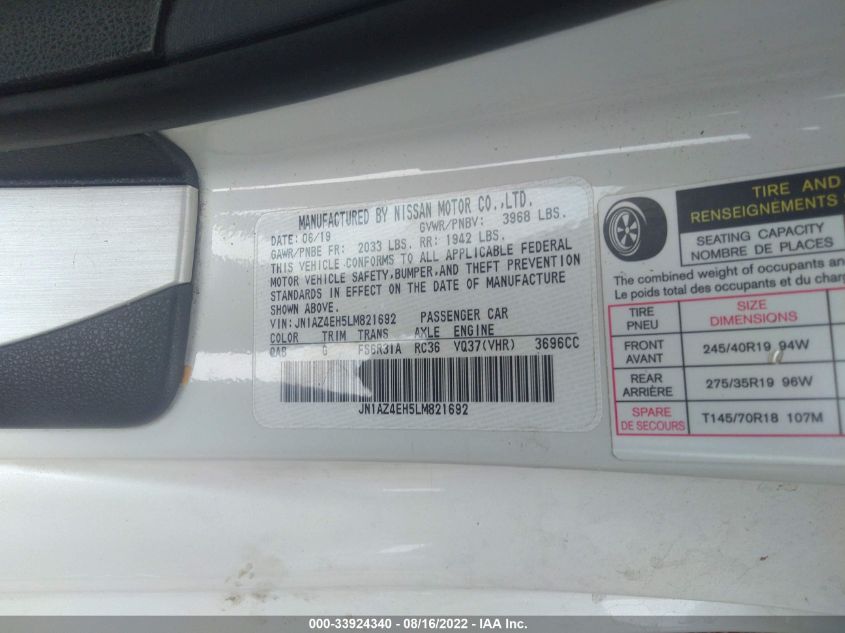 MANUFACTURED BY NISSAN MOTOR CO.,LTD.
DATE: 06/19 GVWR/PNBV: 3968 LBS.
GAWR/PNBE FR: 2033 LBS. RR: 1942 LBS.
THIS VEHICLE CONFORMS TO ALL APPLICABLE FEDERAL
MOTOR VEHICLE SAFETY,BUMPER,AND THEFT PREVENTION
STANDARDS IN EFFECT ON THE DATE OF MANUFACTURE
SHOWN ABOVE.
VIN: JN1AZ4EH5LM821692 PASSENGER CAR
COLOR TRIM TRANS AXLE ENGINE
QAB G FS6R31A RC36 VQ37(VHR) 3696CC
JN1AZ4EH5LM821692
TIRE AND
RENSEIGNEMENTS
SEATING CAPACITY
NOMBRE DE PLACES
The combined weight of occupants an
Le poids total des occupants et du char
TIRE SIZE
PNEU DIMENSIONS
FRONT
AVANT 245/40R19 94W
REAR
ARRIÈRE 275/35R19 96W
SPARE
DE SECOURS T145/70R18 107M
000-33924340 - 08/16/2022 - IAA Inc.